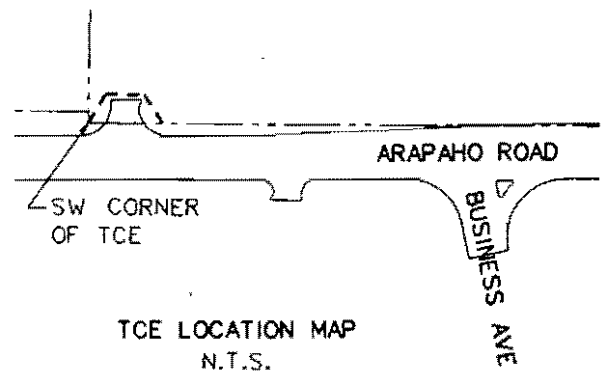 ARAPAHO ROAD
SW CORNER
OF TCE
BUSINESS AVE
TCE LOCATION MAP
N.T.S.